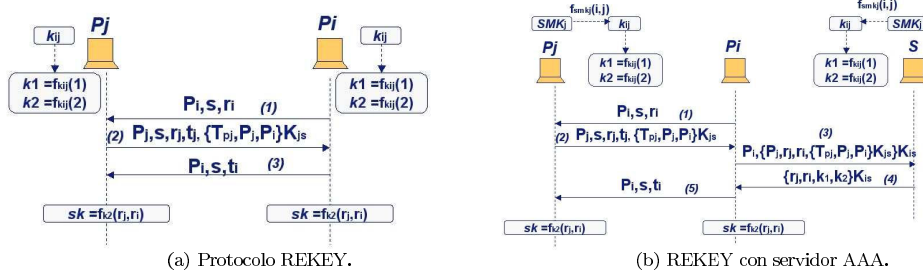 Pj
Pi
kij
kij
k1 =fkij(1)
k2 =fkij(2)
k1 =fkij(1)
k2 =fkij(2)
Pi,s,ri (1)
(2) Pj,s,rj,tj, {Tpj,Pj,Pi}Kjs
Pi,s,ti (3)
sk =fk2(rj,ri)
sk =fk2(rj,ri)
(a) Protocolo REKEY.
fsmkj(i,j)
SMKj
kij
fsmkj(i,j)
kij
SMKj
Pj
Pi
S
k1 =fkij(1)
k2 =fkij(2)
k1 =fkij(1)
k2 =fkij(2)
Pi,s,ri (1)
(2) Pj,s,rj,tj, {Tpj,Pj,Pi}Kjs
(3)
Pi,{Pj,rj,ri,{Tpj,Pj,Pi}Kjs}Kis
{rj,ri,k1,k2}Kis (4)
Pi,s,ti (5)
sk =fk2(rj,ri)
sk =fk2(rj,ri)
(b) REKEY con servidor AAA.